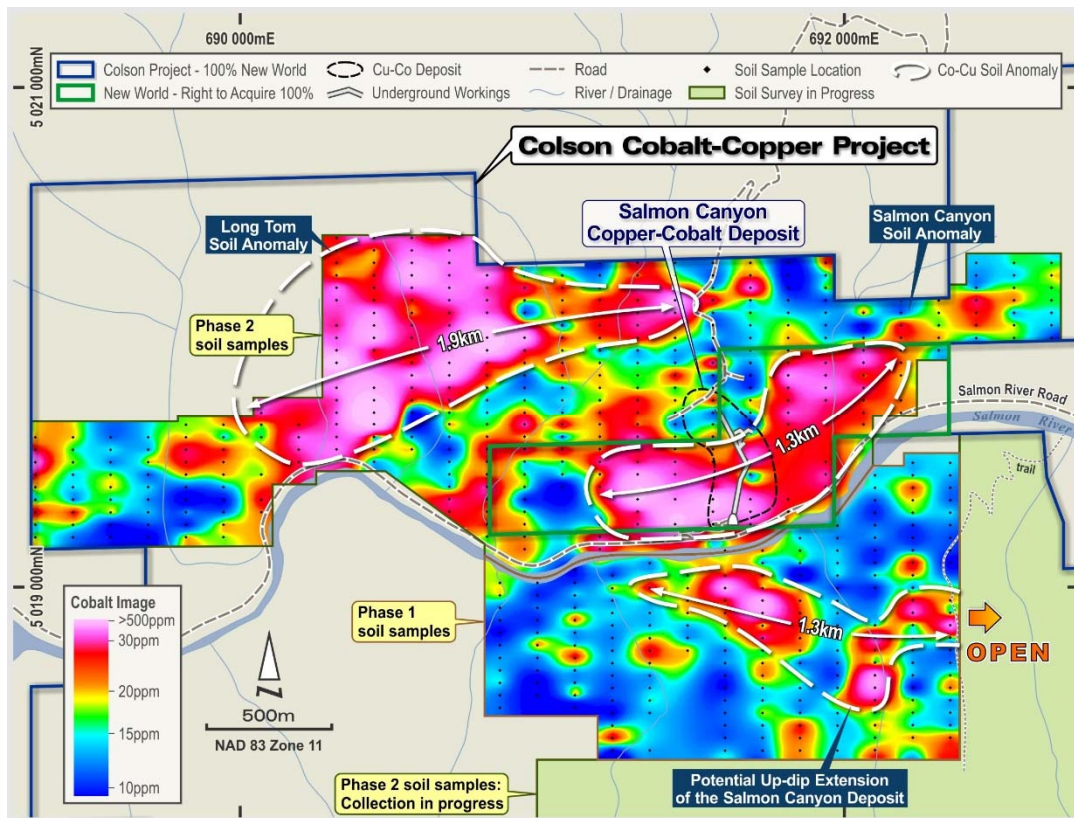 690 000mE
692 000mE
5 021 000mN
Colson Project - 100% New World
Cu-Co Deposit
Road
Soil Sample Location
Co-Cu Soil Anomaly
New World - Right to Acquire 100%
Underground Workings
River / Drainage
Soil Survey in Progress
Colson Cobalt-Copper Project
Long Tom
Soil Anomaly
Salmon Canyon
Copper-Cobalt Deposit
Salmon Canyon
Soil Anomaly
Phase 2
soil samples
1.9km
Salmon River Road
Salmon River
1.3km
trail
5 019 000mN
Cobalt Image
>500ppm
30ppm
20ppm
15ppm
10ppm
Phase 1
soil samples
1.3km
OPEN
N
500m
NAD 83 Zone 11
Phase 2 soil samples:
Collection in progress
Potential Up-dip Extension
of the Salmon Canyon Deposit